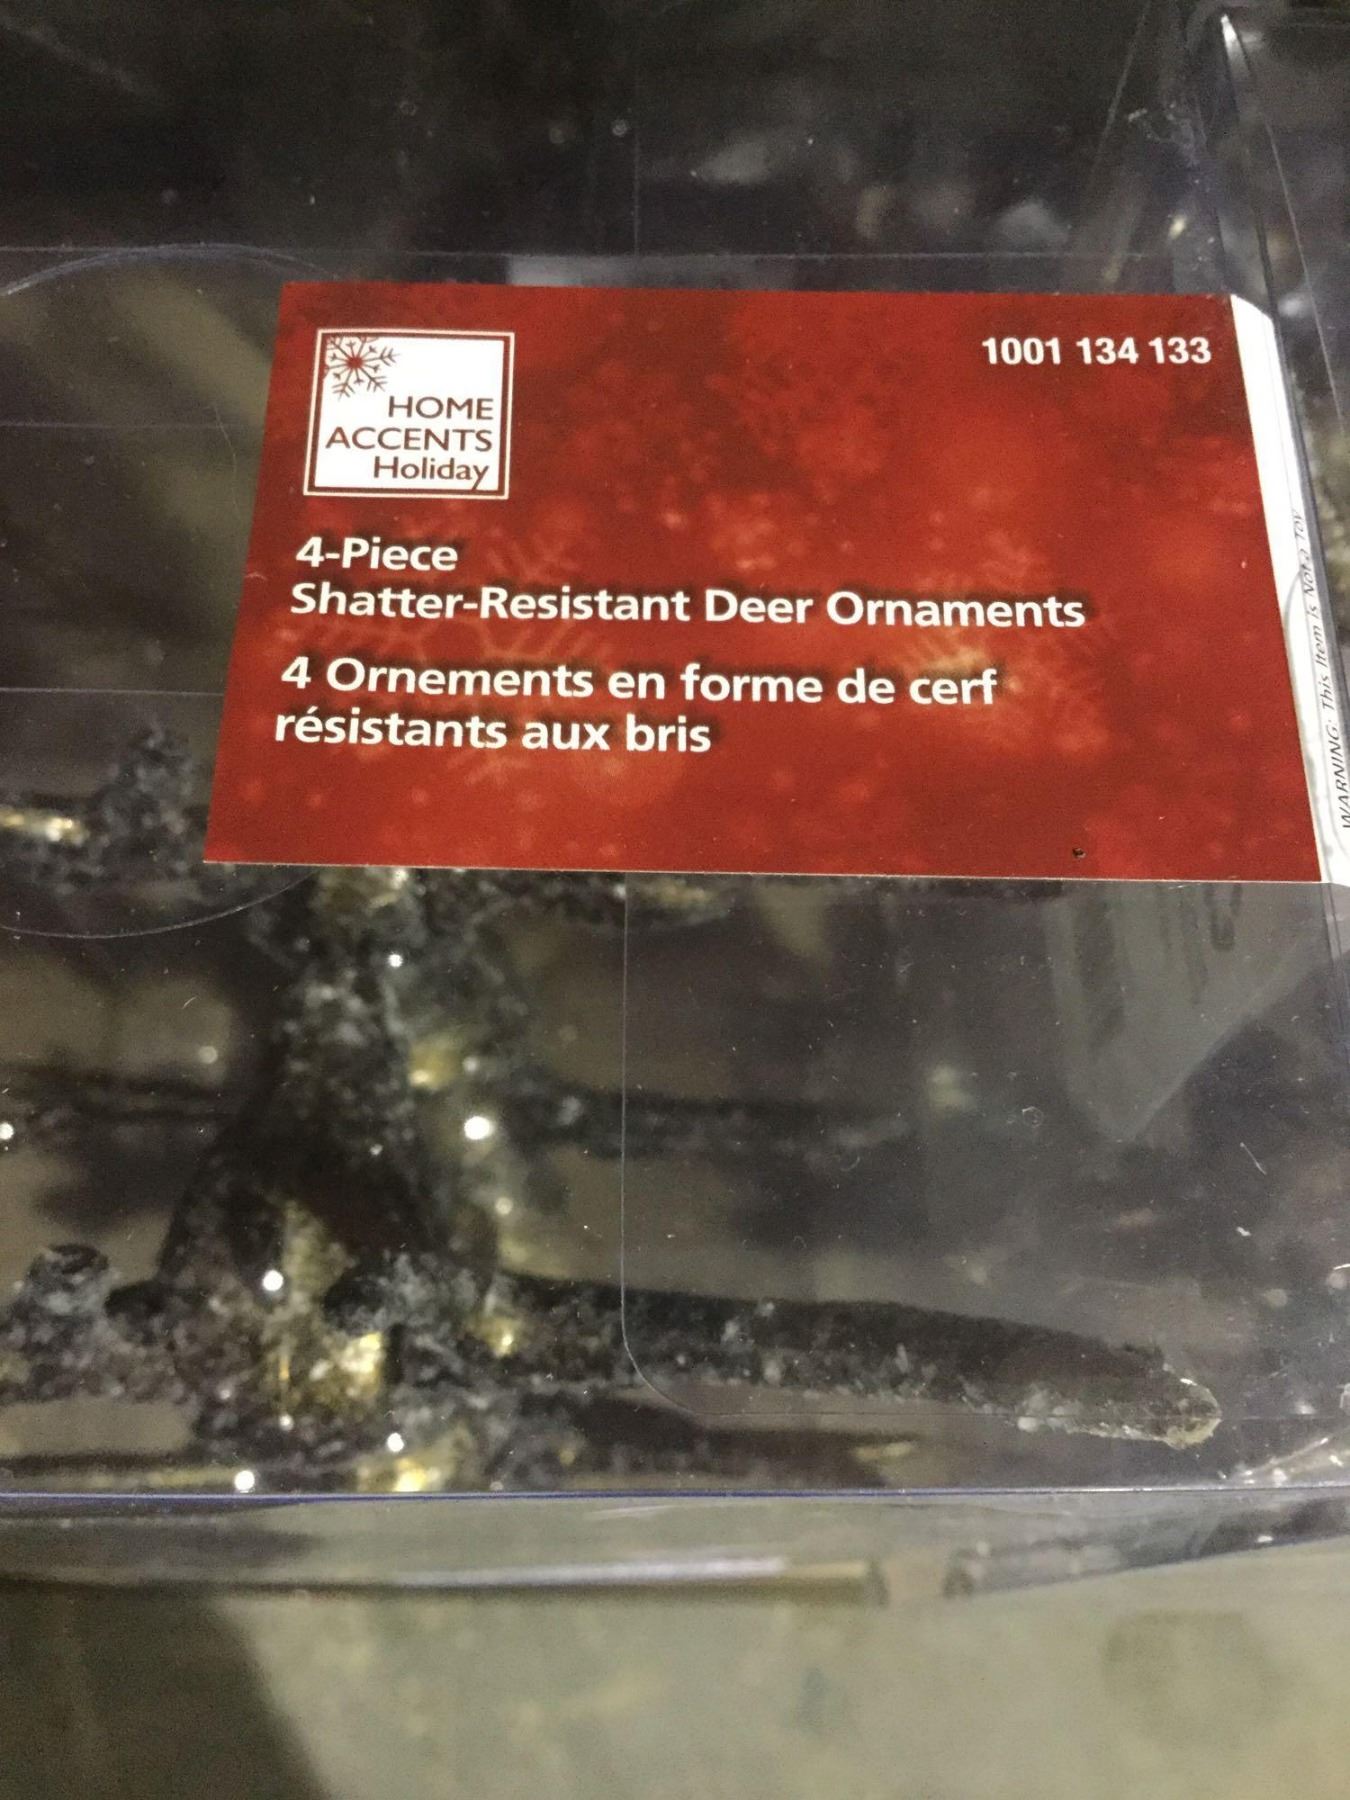 HOME
ACCENTS
Holiday
1001 134 133
4-Piece
Shatter-Resistant Deer Ornaments
4 Ornements en forme de cerf
résistants aux bris
WARNING: This Item is Not a Toy